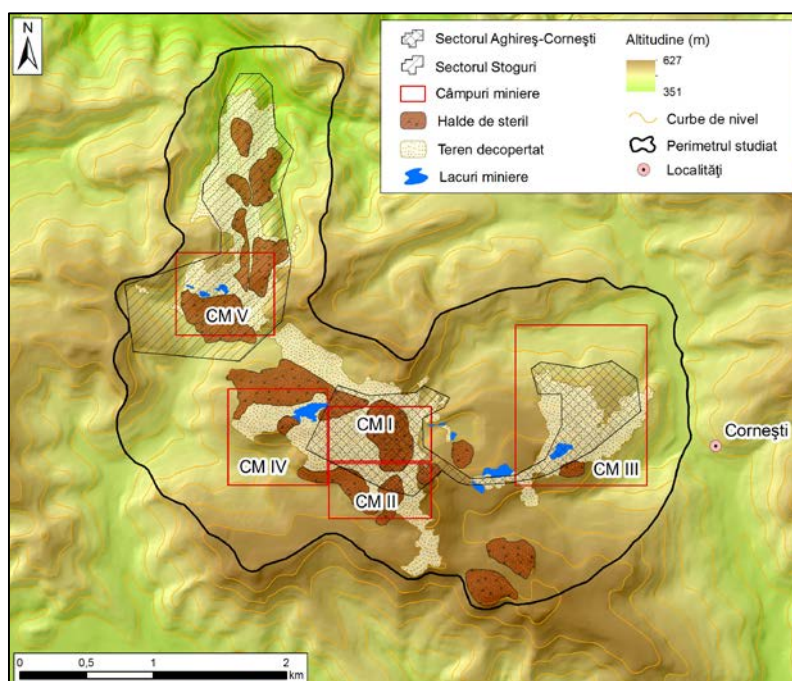 N
Sectorul Aghireş-Corneşti
Sectorul Stoguri
Câmpuri miniere
Halde de steril
Teren decopertat
Lacuri miniere
Altitudine (m)
627
351
Curbe de nivel
Perimetrul studiat
Localităţi
CM V
CM I
CM IV
CM II
CM III
Corneşti
0 0,5 1 2
km